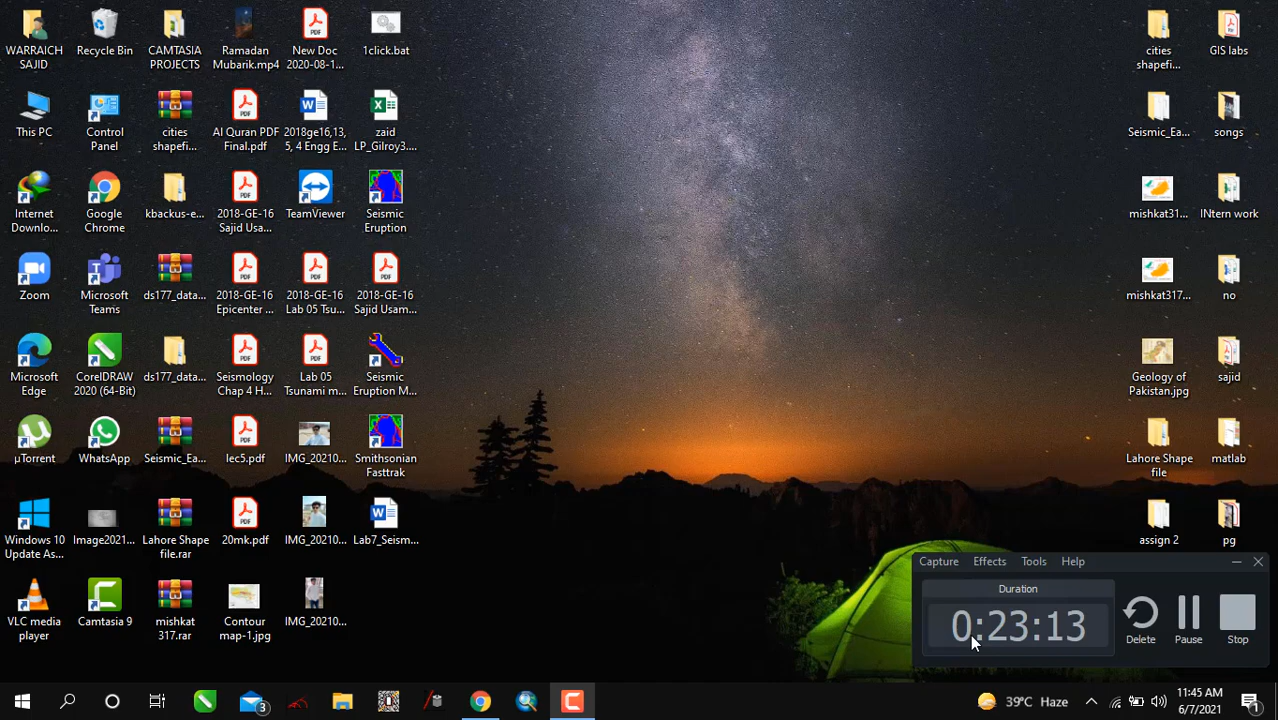 WARRAICH SAJID
Recycle Bin
CAMTASIA PROJECTS
Ramadan Mubarik.mp4
New Doc 2020-08-1...
1click.bat
cities shapefi...
GIS labs
This PC
Control Panel
cities shapefi...
Al Quran PDF Final.pdf
2018ge16,13, 5, 4 Engg E...
zaid LP_Gilroy3....
Seismic_Ea...
songs
Internet Downlo...
Google Chrome
kbackus-e...
2018-GE-16 Sajid Usa...
TeamViewer
Seismic Eruption
mishkat31...
INtern work
Zoom
Microsoft Teams
ds177_data...
2018-GE-16 Epicenter ...
2018-GE-16 Lab 05 Tsu...
2018-GE-16 Sajid Usam...
mishkat317...
no
Microsoft Edge
CorelDRAW 2020 (64-Bit)
ds177_data...
Seismology Chap 4 H...
Lab 05 Tsunami m...
Seismic Eruption M...
Geology of Pakistan.jpg
sajid
µTorrent
WhatsApp
Seismic_Ea...
lec5.pdf
IMG_20210...
Smithsonian Fasttrak
Lahore Shape file
matlab
Windows 10 Update As...
Image2021...
Lahore Shape file.rar
20mk.pdf
IMG_20210...
Lab7_Seism...
assign 2
pg
VLC media player
Camtasia 9
mishkat 317.rar
Contour map-1.jpg
IMG_20210...
Capture Effects Tools Help
Duration
0:23:13
Delete Pause Stop
3
39°C Haze
11:45 AM
6/7/2021
1